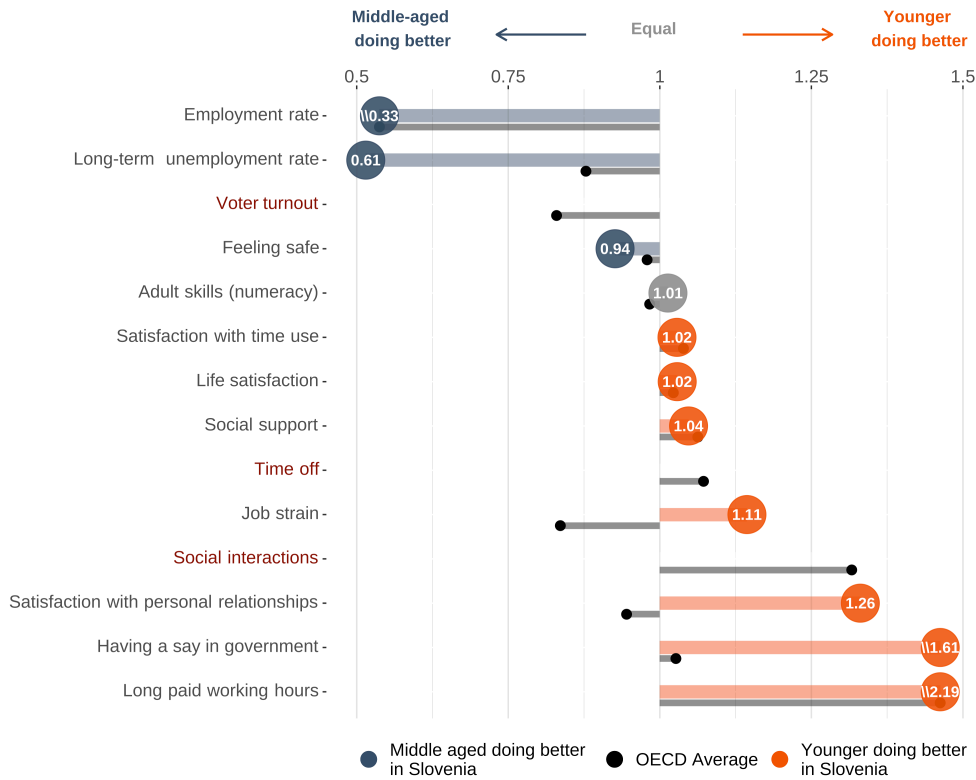 Middle-aged
doing better
Equal
Younger
doing better
0.5 0.75 1 1.25 1.5
Employment rate \\0.33
Long-term unemployment rate 0.61
Voter turnout
Feeling safe 0.94
Adult skills (numeracy) 1.01
Satisfaction with time use 1.02
Life satisfaction 1.02
Social support 1.04
Time off
Job strain 1.11
Social interactions
Satisfaction with personal relationships 1.26
Having a say in government \\1.61
Long paid working hours \\2.19
Middle aged doing better
in Slovenia
OECD Average
Younger doing better
in Slovenia